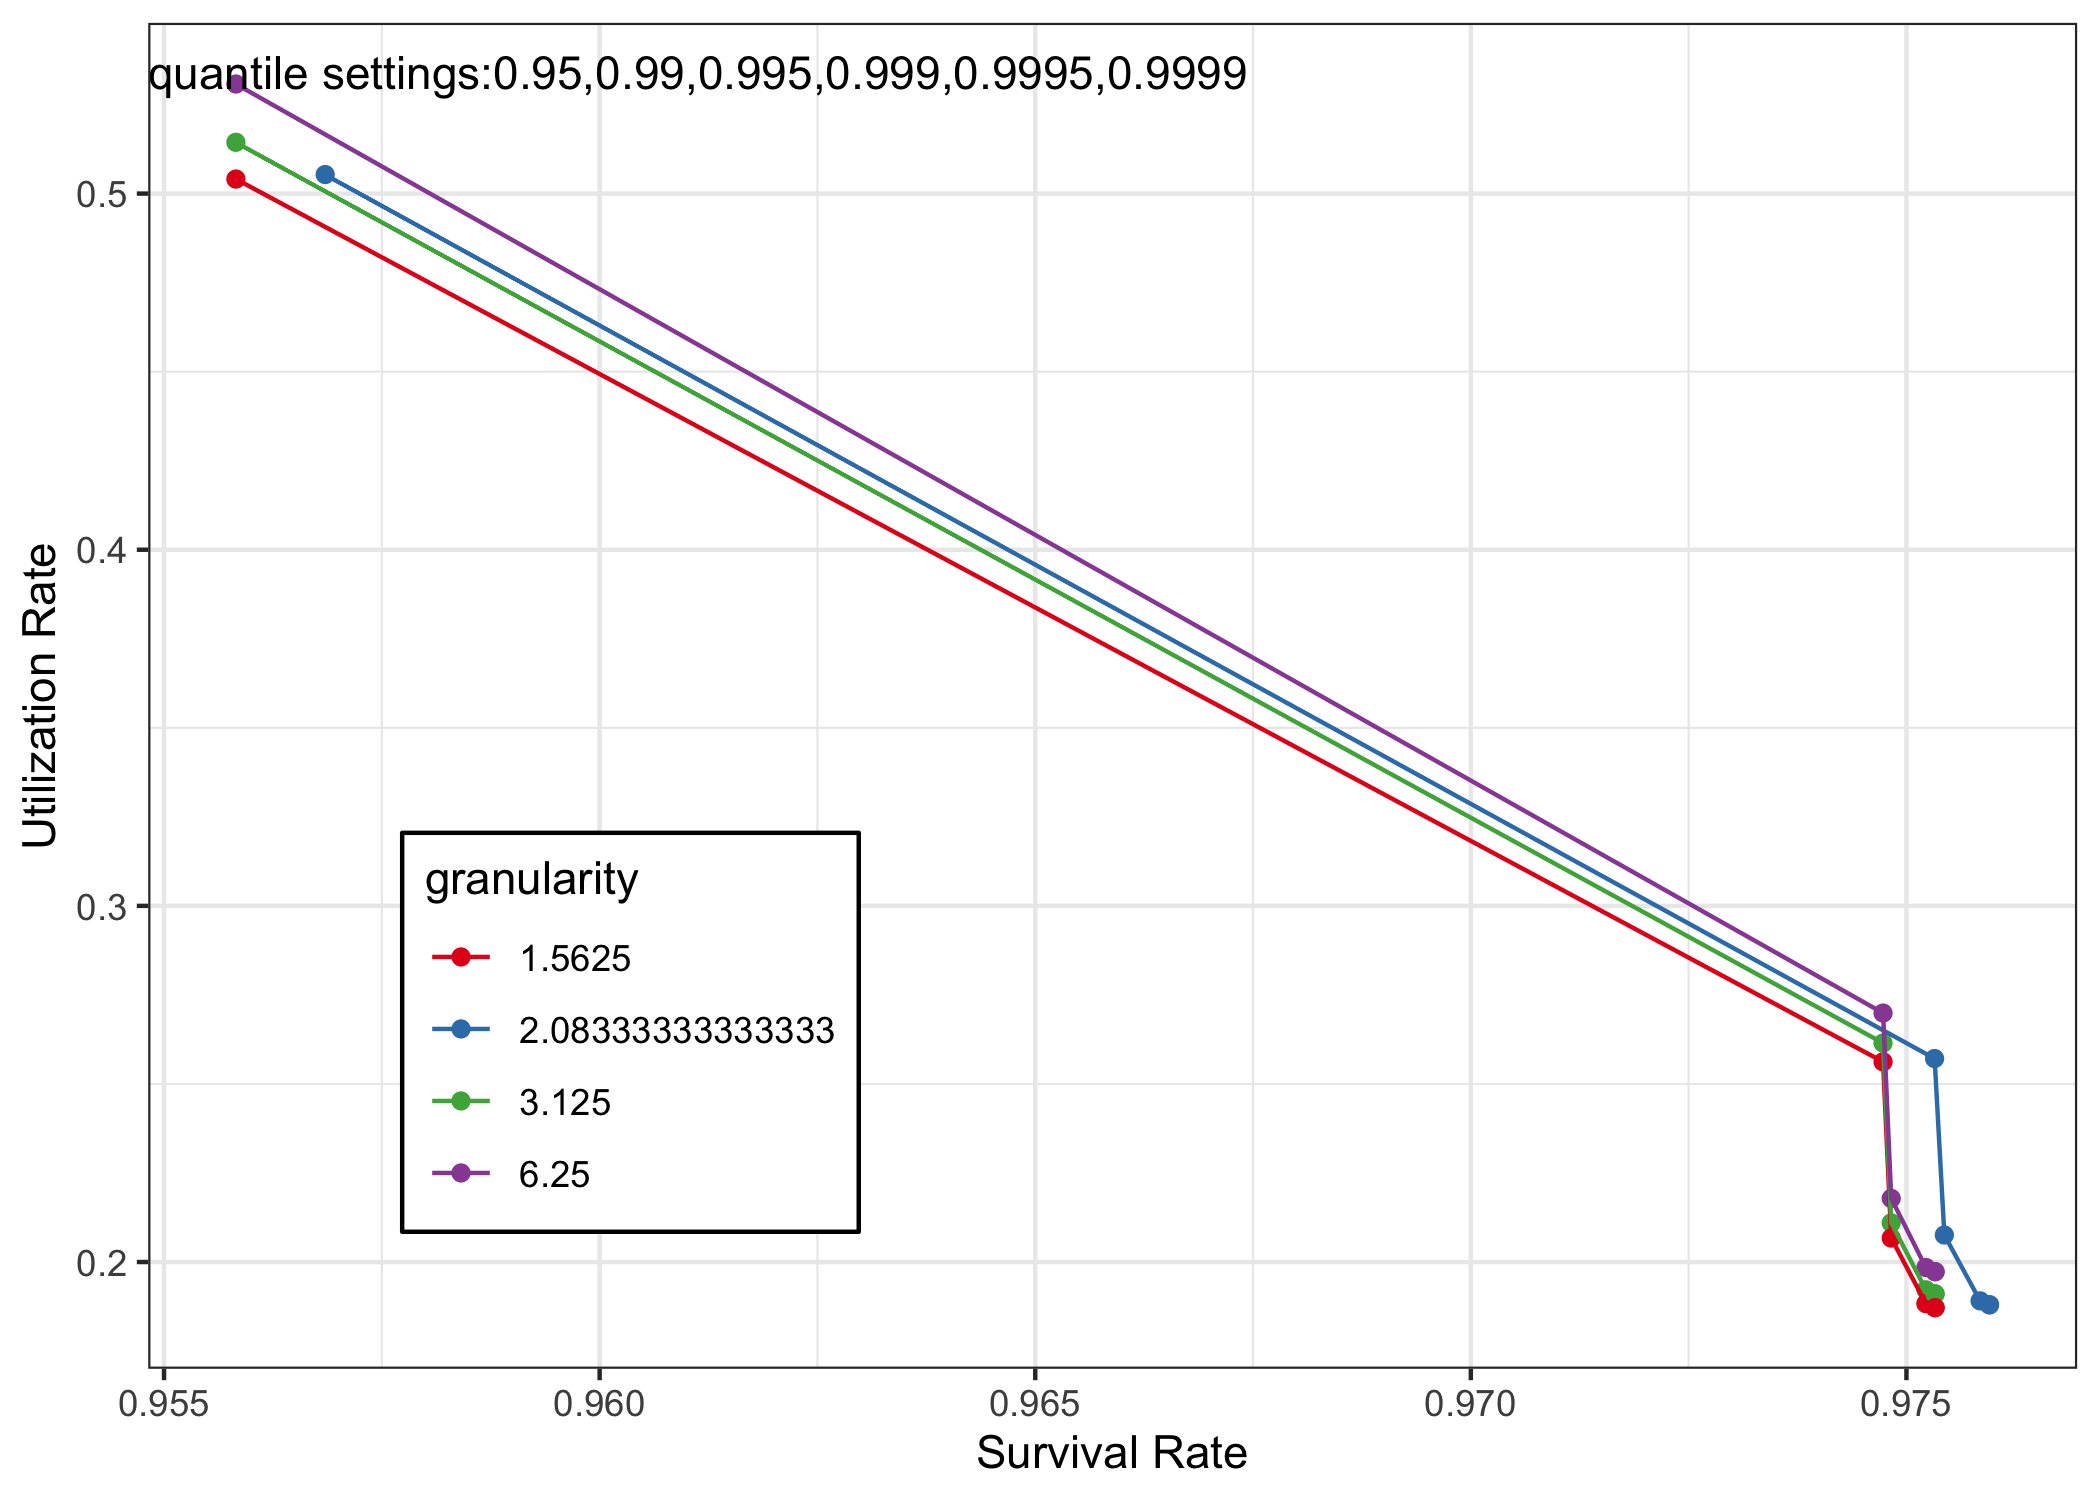 quantile settings:0.95,0.99,0.995,0.999,0.9995,0.9999
0.5
0.4
0.3
0.2
Utilization Rate
granularity
1.5625
2.08333333333333
3.125
6.25
0.955 0.960 0.965 0.970 0.975
Survival Rate